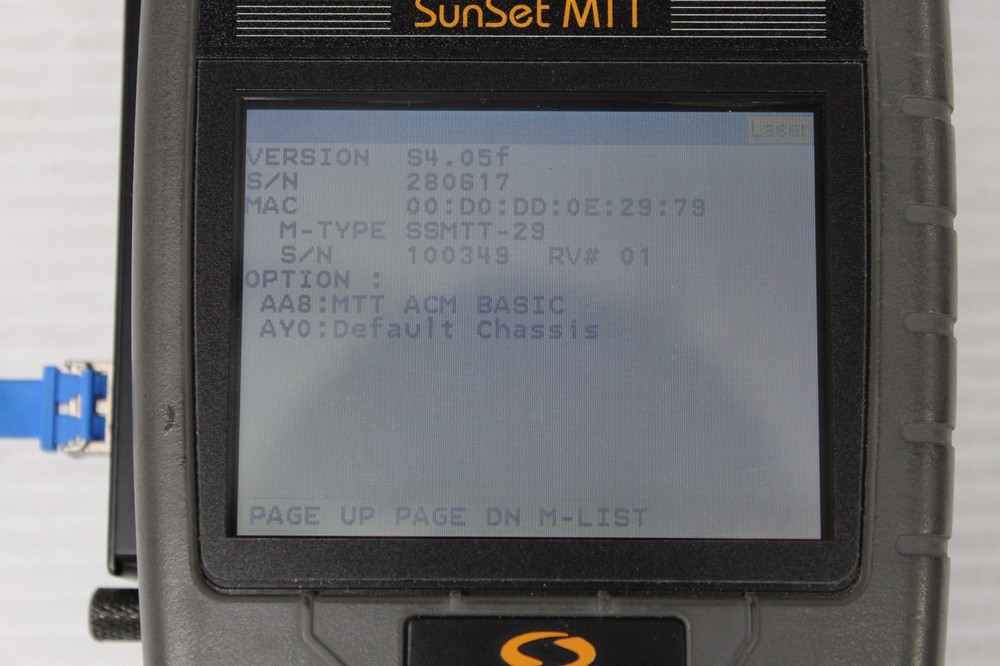 SunSet MTT
Laser
VERSION S4.05f
S/N 280617
MAC 00:D0:DD:0E:29:79
M-TYPE SSMTT-29
S/N 100349 RV# 01
OPTION :
AA8:MTT ACM BASIC
AY0:Default Chassis
PAGE UP PAGE DN M-LIST